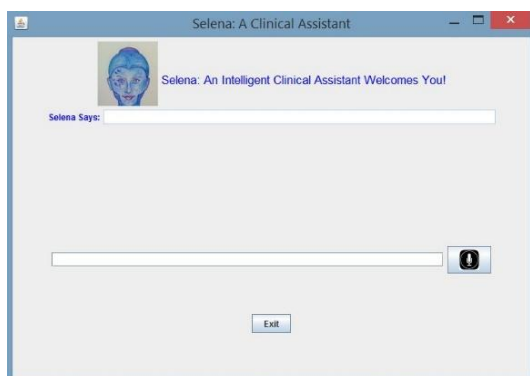 Selena: A Clinical Assistant
Selena: An Intelligent Clinical Assistant Welcomes You!
Selena Says:
Exit